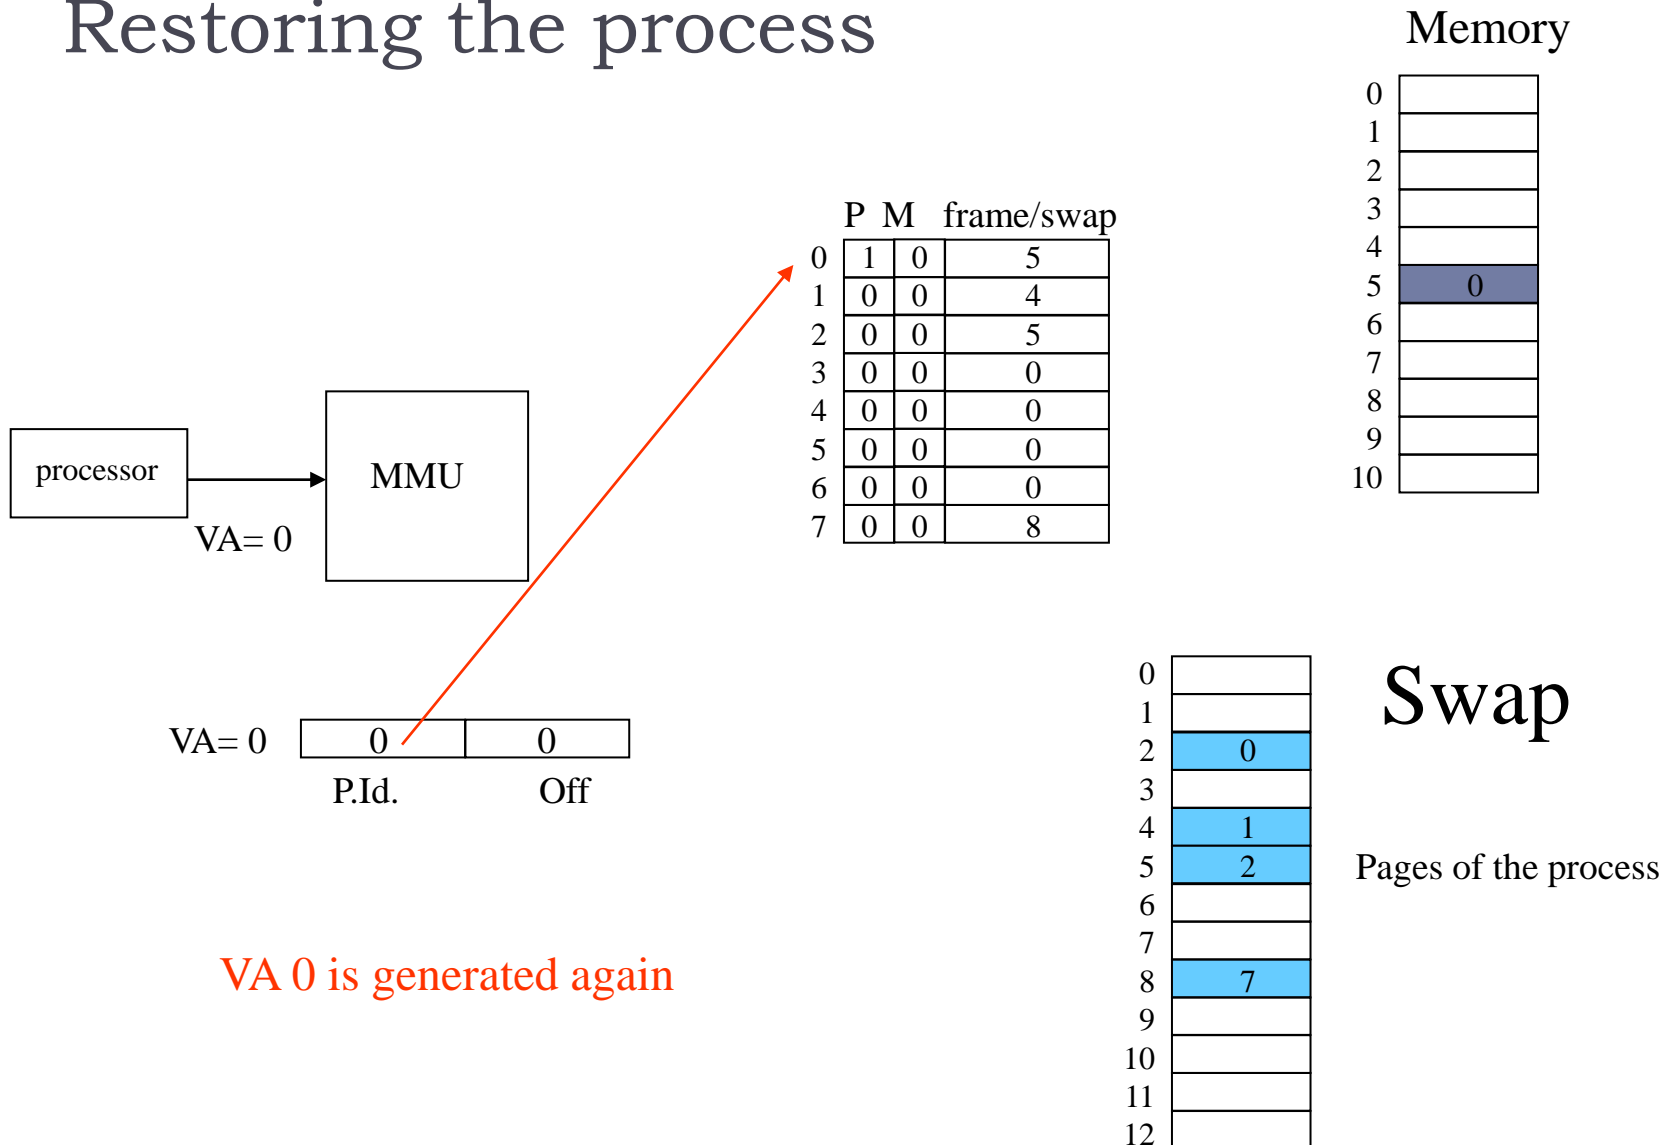 Restoring the process
Memory
0
1
2
3
4
5 0
6
7
8
9
10
P M frame/swap
0 1 0 5
1 0 0 4
2 0 0 5
3 0 0 0
4 0 0 0
5 0 0 0
6 0 0 0
7 0 0 8
processor
MMU
VA= 0
VA= 0 0 0
P.Id. Off
VA 0 is generated again
Swap
0
1
2 0
3
4 1
5 2
6
7
8 7
9
10
11
12
Pages of the process